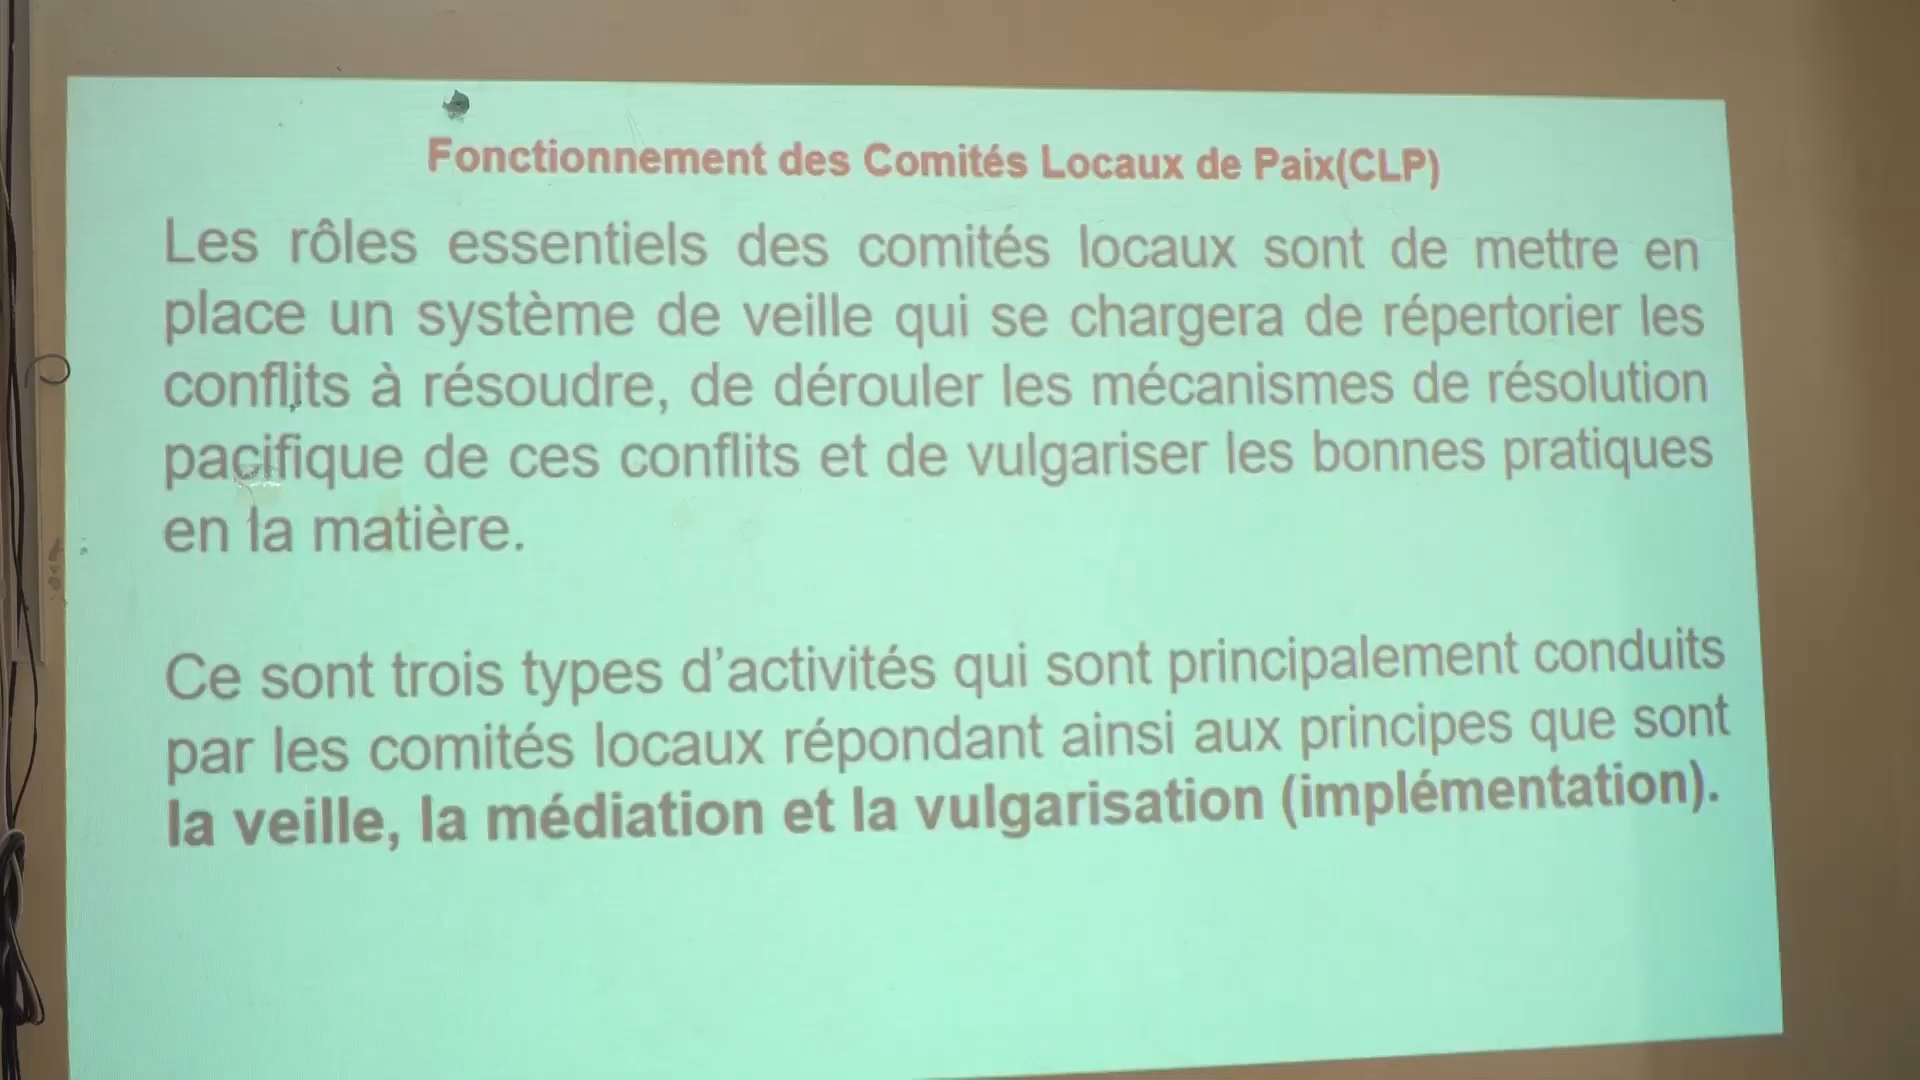 Fonctionnement des Comités Locaux de Paix(CLP)
Les rôles essentiels des comités locaux sont de mettre en
place un système de veille qui se chargera de répertorier les
conflits à résoudre, de dérouler les mécanismes de résolution
pacifique de ces conflits et de vulgariser les bonnes pratiques
en la matière.
Ce sont trois types d’activités qui sont principalement conduits
par les comités locaux répondant ainsi aux principes que sont
la veille, la médiation et la vulgarisation (implémentation).